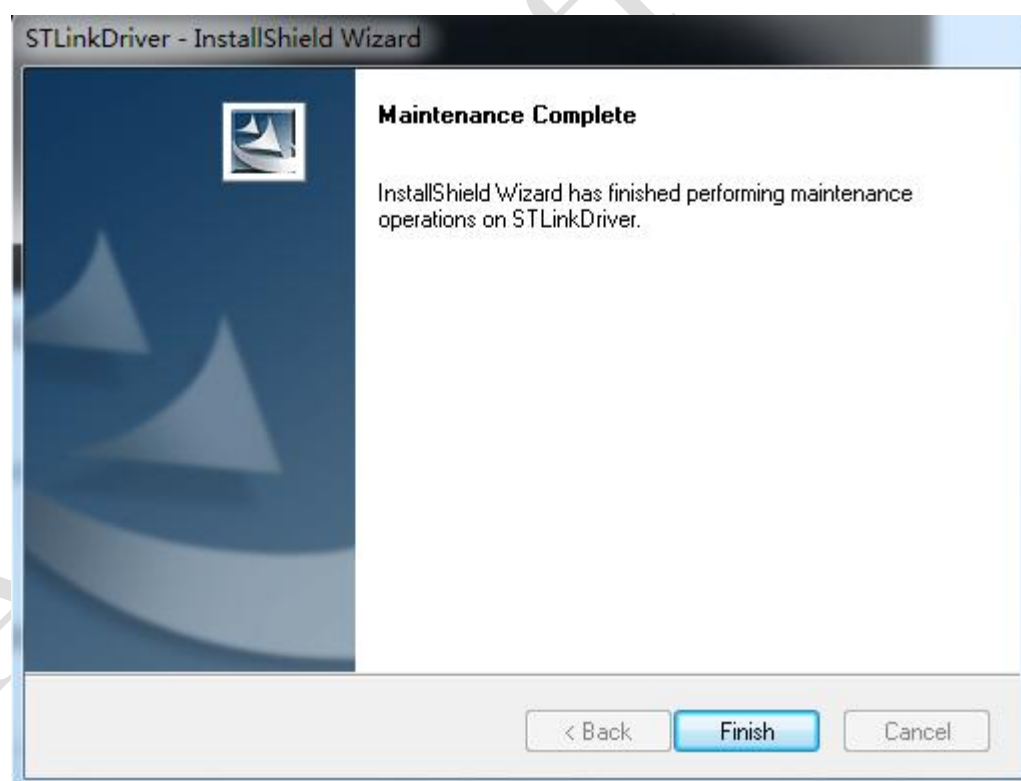 STLinkDriver - InstallShield Wizard
Maintenance Complete
InstallShield Wizard has finished performing maintenance
operations on STLinkDriver.
< Back
Finish
Cancel